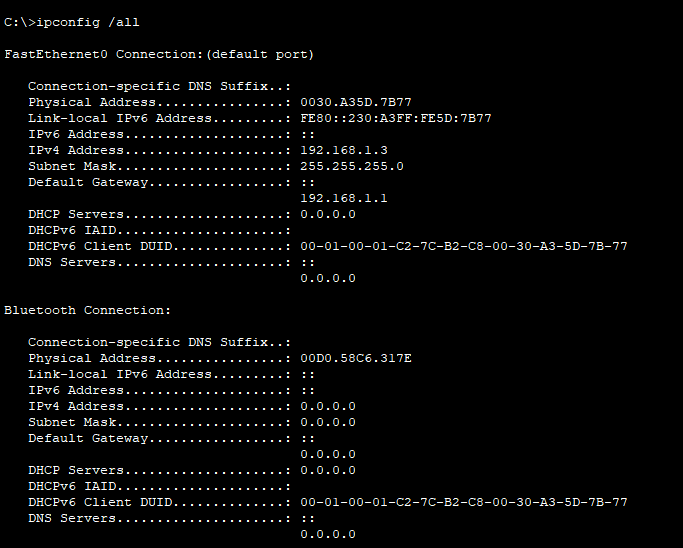 C:\>ipconfig /all
FastEthernet0 Connection:(default port)
Connection-specific DNS Suffix..:
Physical Address................: 0030.A35D.7B77
Link-local IPv6 Address.........: FE80::230:A3FF:FE5D:7B77
IPv6 Address....................: ::
IPv4 Address....................: 192.168.1.3
Subnet Mask.....................: 255.255.255.0
Default Gateway.................: ::
192.168.1.1
DHCP Servers....................: 0.0.0.0
DHCPv6 IAID.....................:
DHCPv6 Client DUID..............: 00-01-00-01-C2-7C-B2-C8-00-30-A3-5D-7B-77
DNS Servers.....................: ::
0.0.0.0
Bluetooth Connection:
Connection-specific DNS Suffix..:
Physical Address................: 00D0.58C6.317E
Link-local IPv6 Address.........: ::
IPv6 Address....................: ::
IPv4 Address....................: 0.0.0.0
Subnet Mask.....................: 0.0.0.0
Default Gateway.................: ::
0.0.0.0
DHCP Servers....................: 0.0.0.0
DHCPv6 IAID.....................:
DHCPv6 Client DUID..............: 00-01-00-01-C2-7C-B2-C8-00-30-A3-5D-7B-77
DNS Servers.....................: ::
0.0.0.0